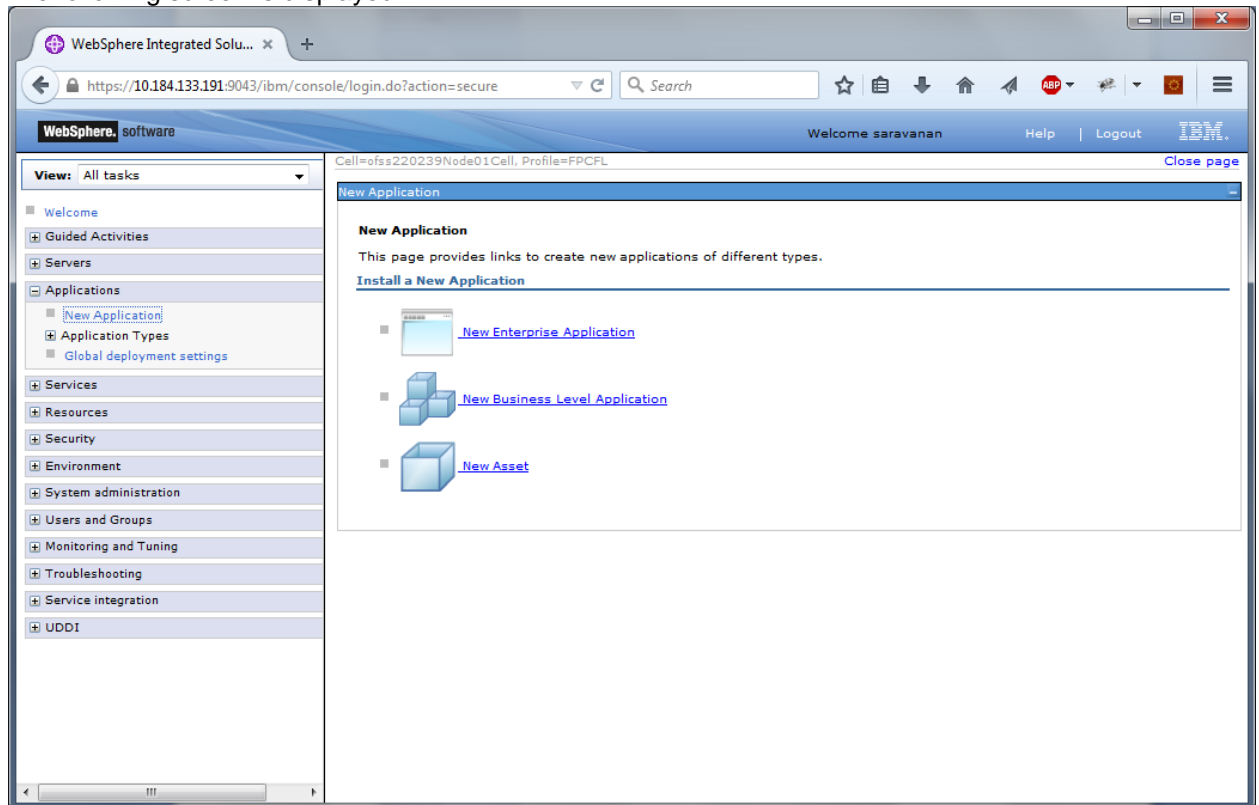 WebSphere Integrated Solu... × +
https://10.184.133.191:9043/ibm/console/login.do?action=secure Search ABP
WebSphere. software Welcome saravanan Help | Logout IBM.
Cell=ofss220239Node01Cell, Profile=FPCFL Close page
View: All tasks
New Application
Welcome
Guided Activities
Servers
Applications
New Application
Application Types
Global deployment settings
Services
Resources
Security
Environment
System administration
Users and Groups
Monitoring and Tuning
Troubleshooting
Service integration
UDDI
New Application
This page provides links to create new applications of different types.
Install a New Application
New Enterprise Application
New Business Level Application
New Asset